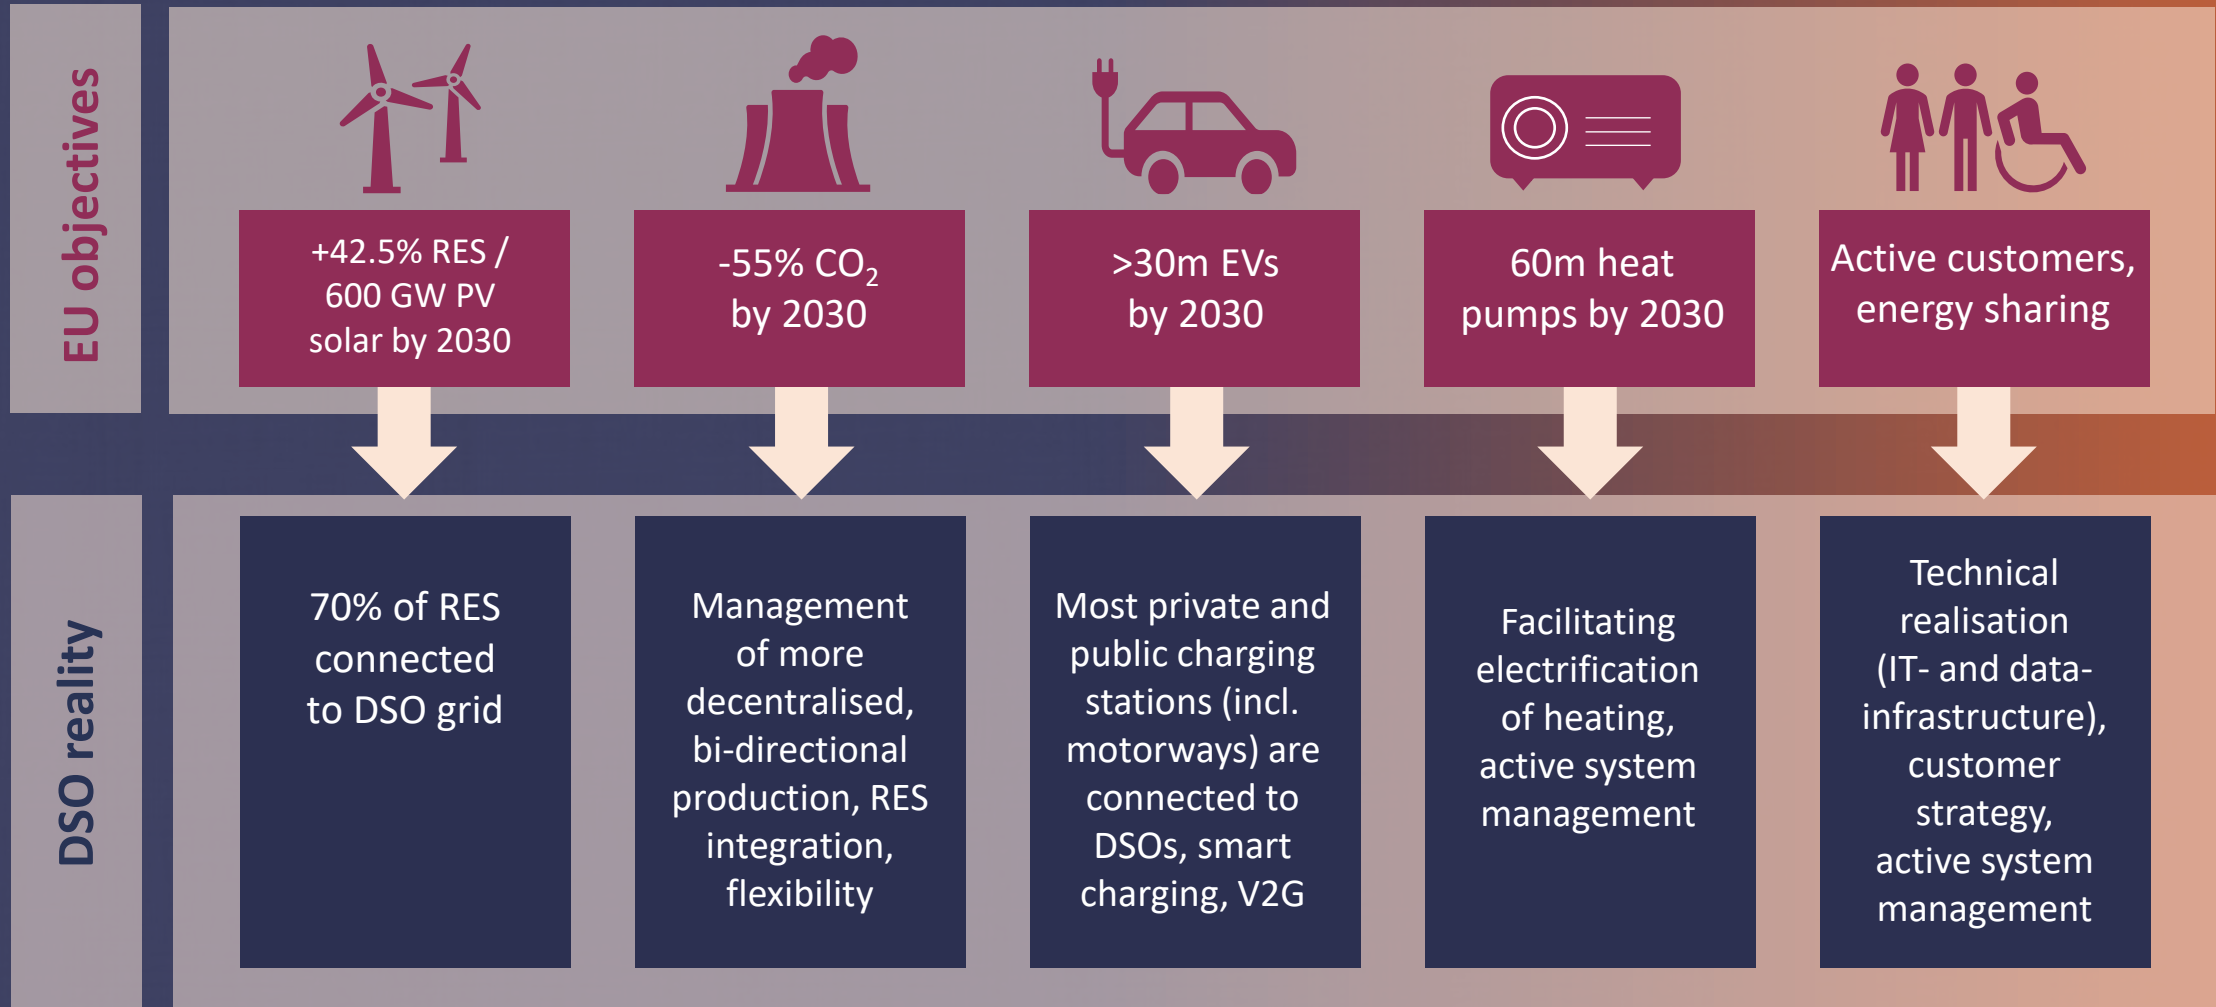 EU objectives
+42.5% RES /
600 GW PV
solar by 2030
-55% CO₂
by 2030
>30m EVs
by 2030
60m heat
pumps by 2030
Active customers,
energy sharing
DSO reality
70% of RES
connected
to DSO grid
Management
of more
decentralised,
bi-directional
production, RES
integration,
flexibility
Most private and
public charging
stations (incl.
motorways) are
connected to
DSOs, smart
charging, V2G
Facilitating
electrification
of heating,
active system
management
Technical
realisation
(IT- and data-
infrastructure),
customer
strategy,
active system
management